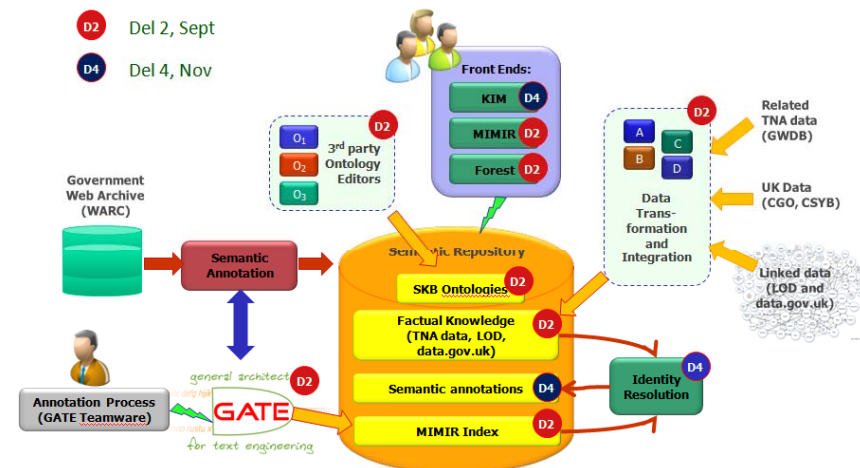 D2
Del 2, Sept
D4
Del 4, Nov
Front Ends:
KIM
D4
MIMIR
D2
Forest
D2
D2
O1
O2
O3
3rd party
Ontology
Editors
D2
A
B
C
D
Data
Trans-
formation
and
Integration
Related
TNA data
(GWDB)
UK Data
(CGO, CSYB)
Linked data
(LOD and
data.gov.uk)
Government
Web Archive
(WARC)
Semantic
Annotation
Semantic Repository
SKB Ontologies
D2
Factual Knowledge
(TNA data, LOD,
data.gov.uk)
D2
Semantic annotations
D4
MIMIR Index
D2
Identity
Resolution
D4
Annotation Process
(GATE Teamware)
general architect
D2
GATE
for text engineering